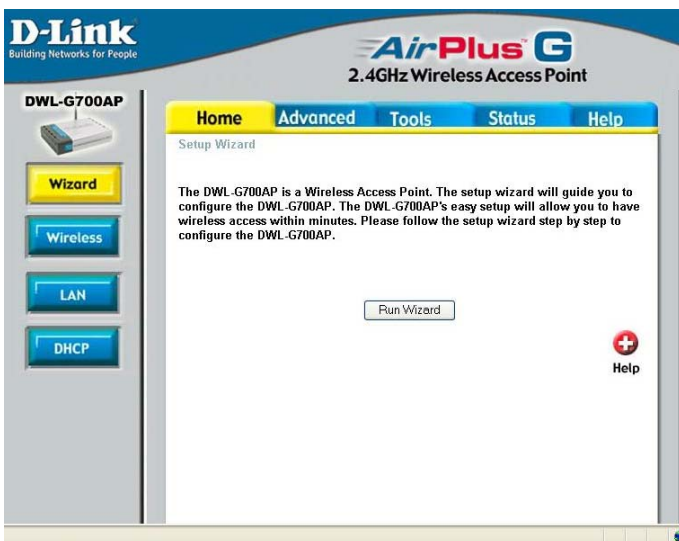 D-Link
Building Networks for People
AirPlus G
2.4GHz Wireless Access Point
DWL-G700AP
Home Advanced Tools Status Help
Setup Wizard
Wizard
The DWL-G700AP is a Wireless Access Point. The setup wizard will guide you to
configure the DWL-G700AP. The DWL-G700AP's easy setup will allow you to have
wireless access within minutes. Please follow the setup wizard step by step to
configure the DWL-G700AP.
Wireless
LAN
Run Wizard
DHCP
Help